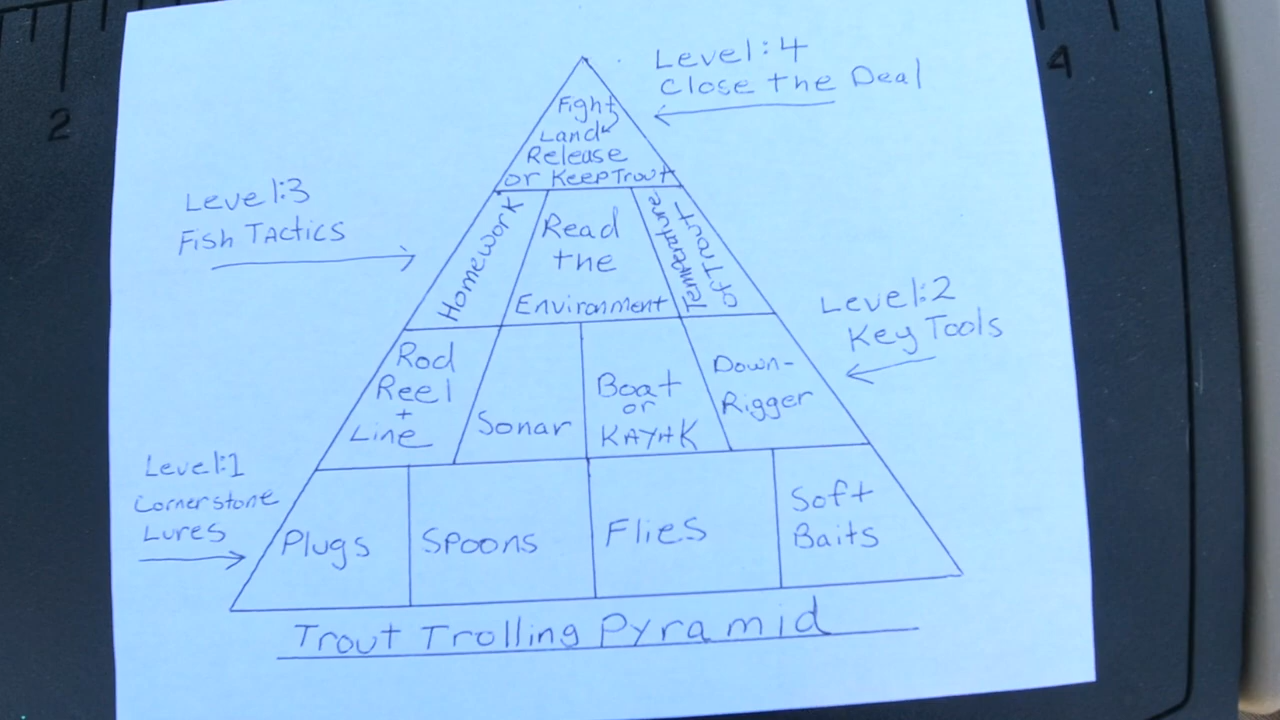 2
4
Level:4
Close the Deal
Fight
Land
Release
or Keep Trout
Level:3
Fish Tactics
Homework
Read
the
Environment
Temperature
of Trout
Level:2
Key Tools
Rod
Reel
+
Line
Sonar
Boat
or
KAYAK
Down-
Rigger
Level:1
Cornerstone
Lures
Plugs
Spoons
Flies
Soft
Baits
Trout Trolling Pyramid